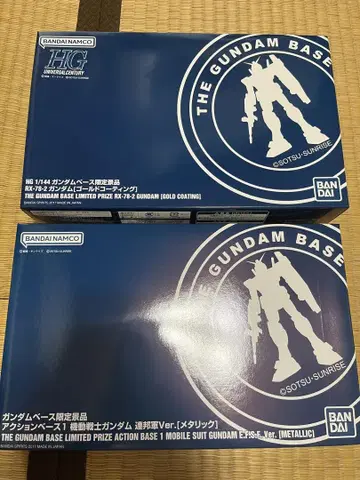 BANDAI NAMCO
HG
UNIVERSAL CENTURY
THE GUNDAM BASE
©SOTSU・SUNRISE
HG 1/144 ガンダムベース限定景品
RX-78-2 ガンダム[ゴールドコーティング]
THE GUNDAM BASE LIMITED PRIZE RX-78-2 GUNDAM [GOLD COATING]
BAN
DAI
BANDAI NAMCO
THE GUNDAM BASE
©SOTSU・SUNRISE
ガンダムベース限定景品
アクションベース1 機動戦士ガンダム 連邦軍Ver.[メタリック]
THE GUNDAM BASE LIMITED PRIZE ACTION BASE 1 MOBILE SUIT GUNDAM E.F.S.F. Ver. [METALLIC]
BAN
DAI